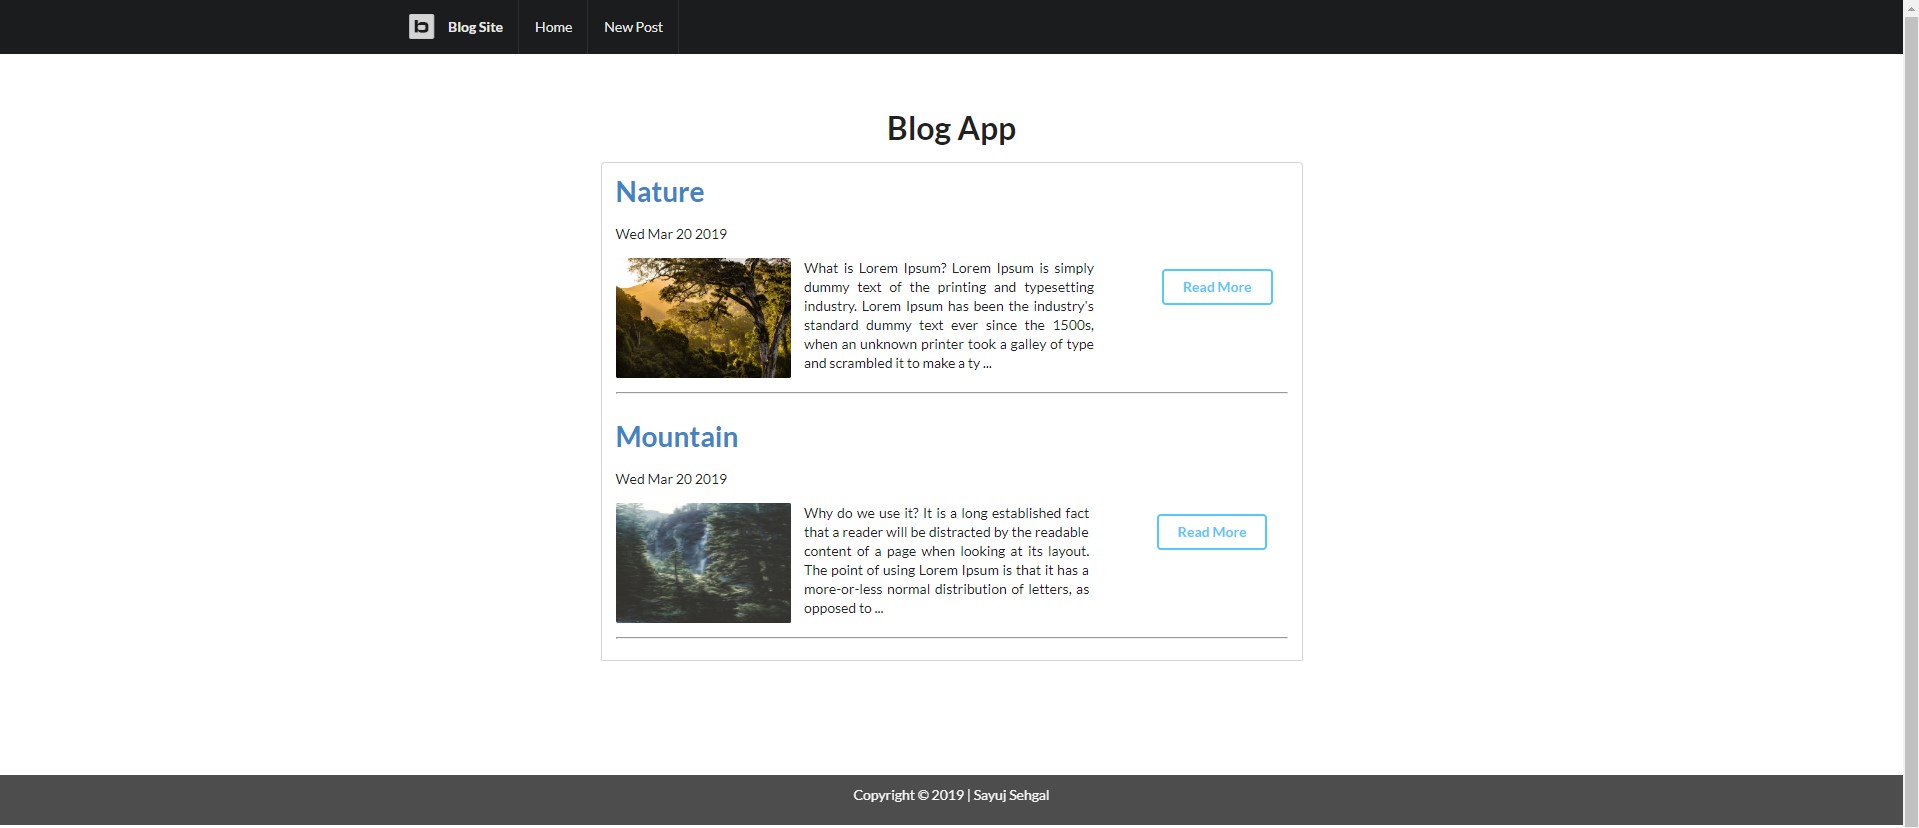 b Blog Site Home New Post
Blog App
Nature
Wed Mar 20 2019
What is Lorem Ipsum? Lorem Ipsum is simply
dummy text of the printing and typesetting
industry. Lorem Ipsum has been the industry's
standard dummy text ever since the 1500s,
when an unknown printer took a galley of type
and scrambled it to make a ty ...
Read More
Mountain
Wed Mar 20 2019
Why do we use it? It is a long established fact
that a reader will be distracted by the readable
content of a page when looking at its layout.
The point of using Lorem Ipsum is that it has a
more-or-less normal distribution of letters, as
opposed to ...
Read More
Copyright © 2019 | Sayuj Sehgal